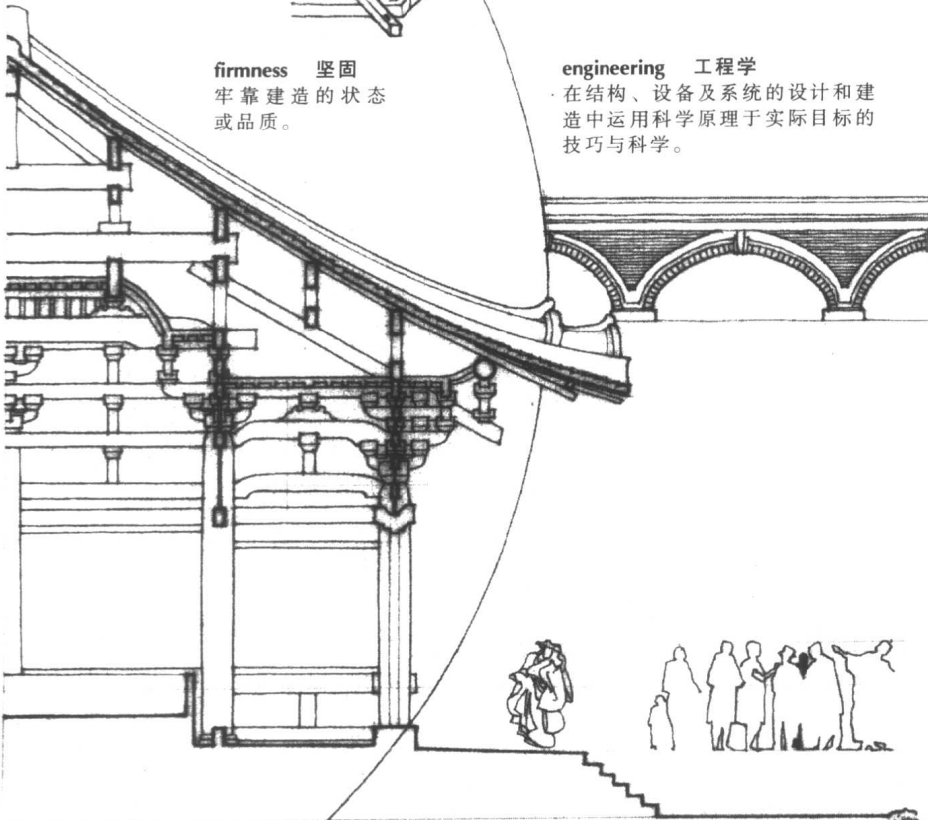 firmness 坚固
牢靠建造的状态
或品质。
engineering 工程学
在结构、设备及系统的设计和建
造中运用科学原理于实际目标的
技巧与科学。